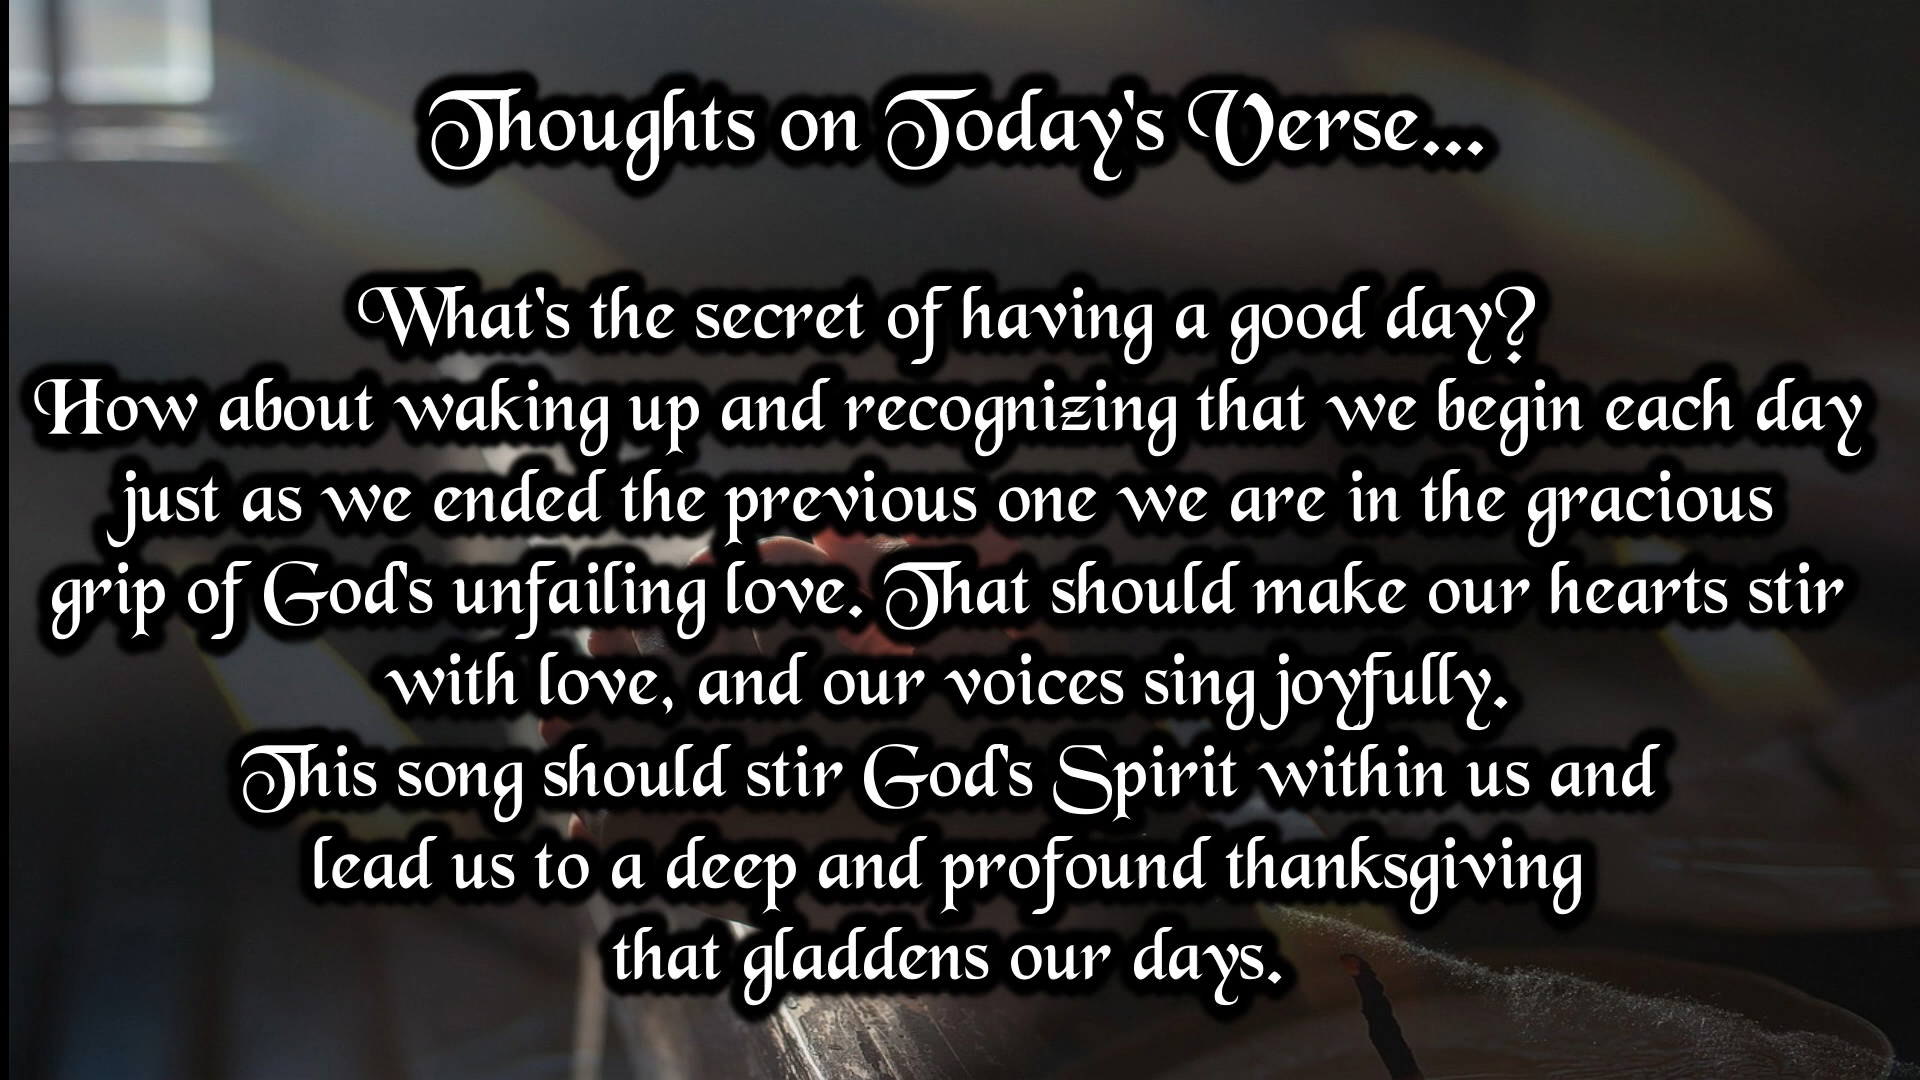 Thoughts on Today's Verse...
What's the secret of having a good day?
How about waking up and recognizing that we begin each day
just as we ended the previous one we are in the gracious
grip of God's unfailing love. That should make our hearts stir
with love, and our voices sing joyfully.
This song should stir God's Spirit within us and
lead us to a deep and profound thanksgiving
that gladdens our days.